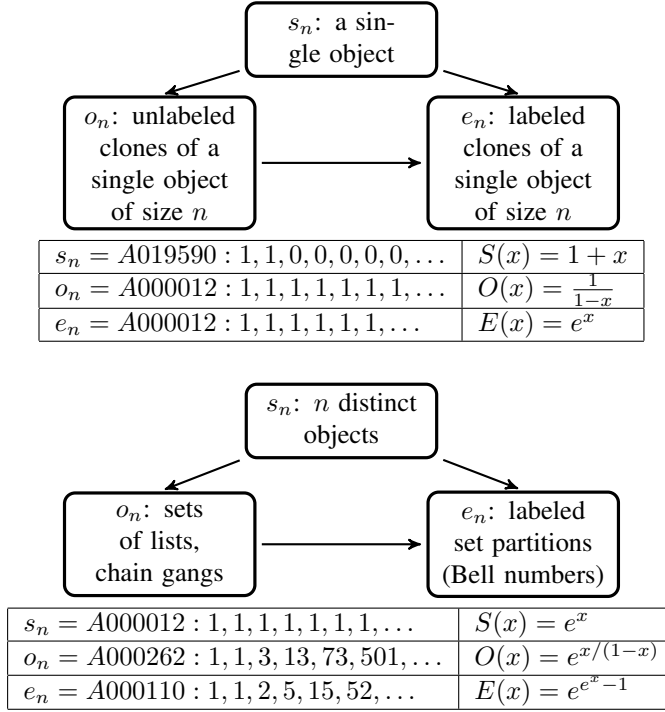 s_n: a sin-
gle object
o_n: unlabeled
clones of a
single object
of size n
e_n: labeled
clones of a
single object
of size n
s_n = A019590 : 1, 1, 0, 0, 0, 0, 0, … S(x) = 1 + x
o_n = A000012 : 1, 1, 1, 1, 1, 1, 1, … O(x) = \frac{1}{1-x}
e_n = A000012 : 1, 1, 1, 1, 1, 1, … E(x) = e^x
s_n: n distinct
objects
o_n: sets
of lists,
chain gangs
e_n: labeled
set partitions
(Bell numbers)
s_n = A000012 : 1, 1, 1, 1, 1, 1, 1, … S(x) = e^x
o_n = A000262 : 1, 1, 3, 13, 73, 501, … O(x) = e^{x/(1-x)}
e_n = A000110 : 1, 1, 2, 5, 15, 52, … E(x) = e^{e^x-1}